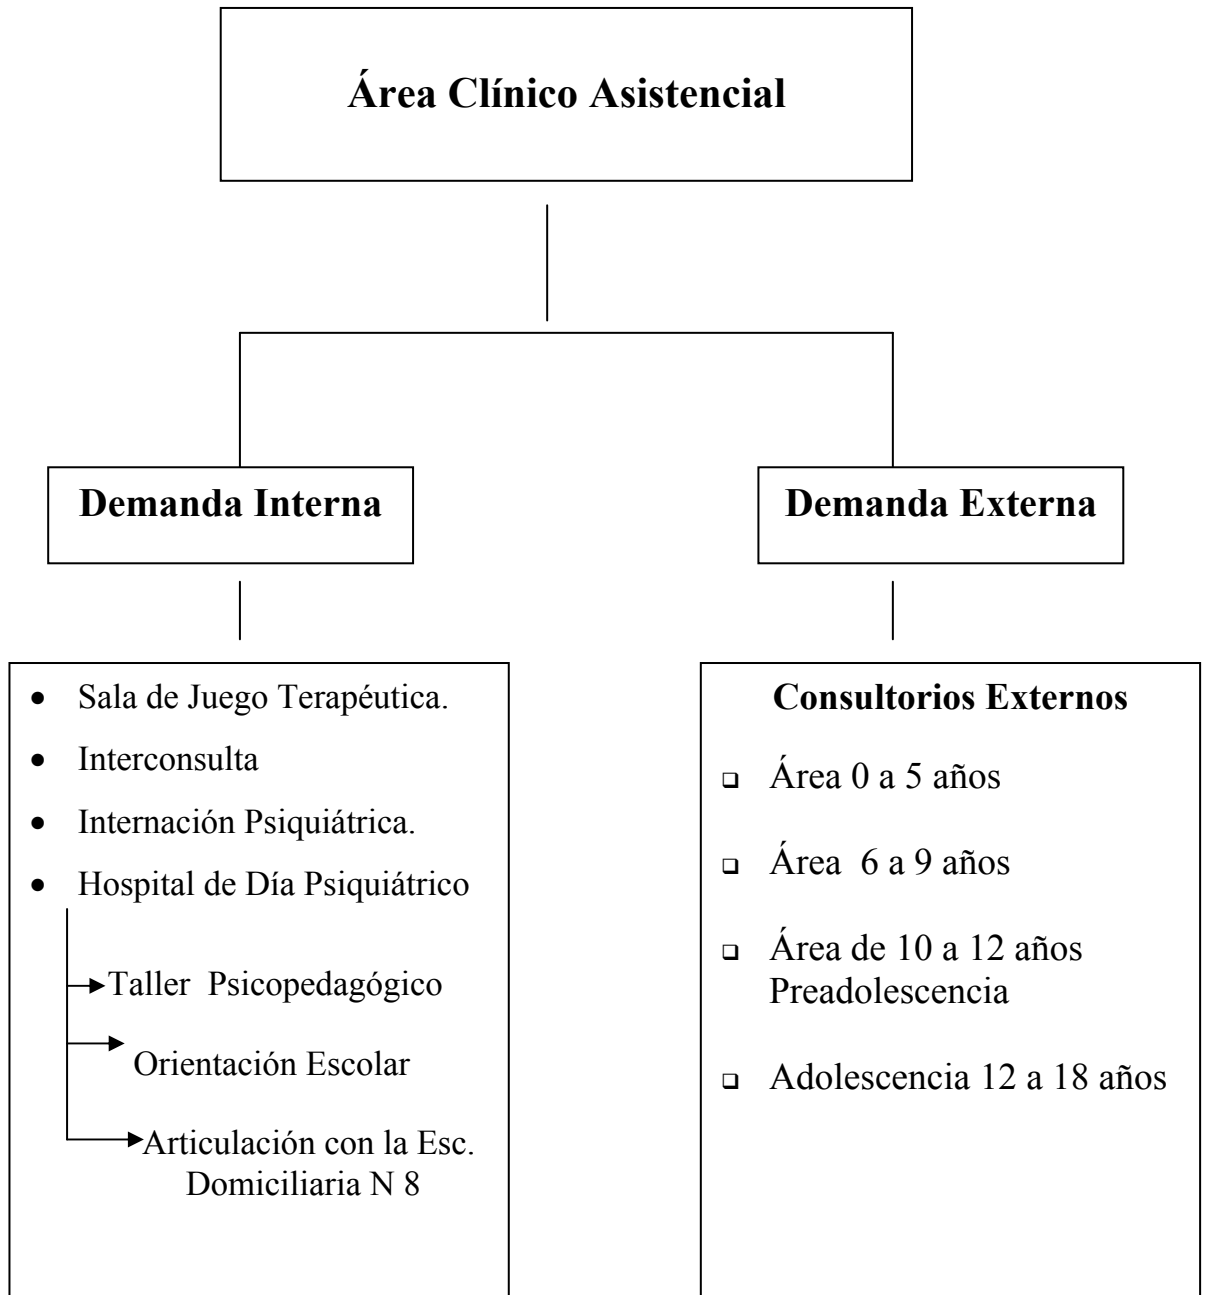 Área Clínico Asistencial
Demanda Interna
Demanda Externa
• Sala de Juego Terapéutica.
• Interconsulta
• Internación Psiquiátrica.
• Hospital de Día Psiquiátrico
Taller Psicopedagógico
Orientación Escolar
Articulación con la Esc.
Domiciliaria N 8
Consultorios Externos
❑ Área 0 a 5 años
❑ Área 6 a 9 años
❑ Área de 10 a 12 años
Preadolescencia
❑ Adolescencia 12 a 18 años